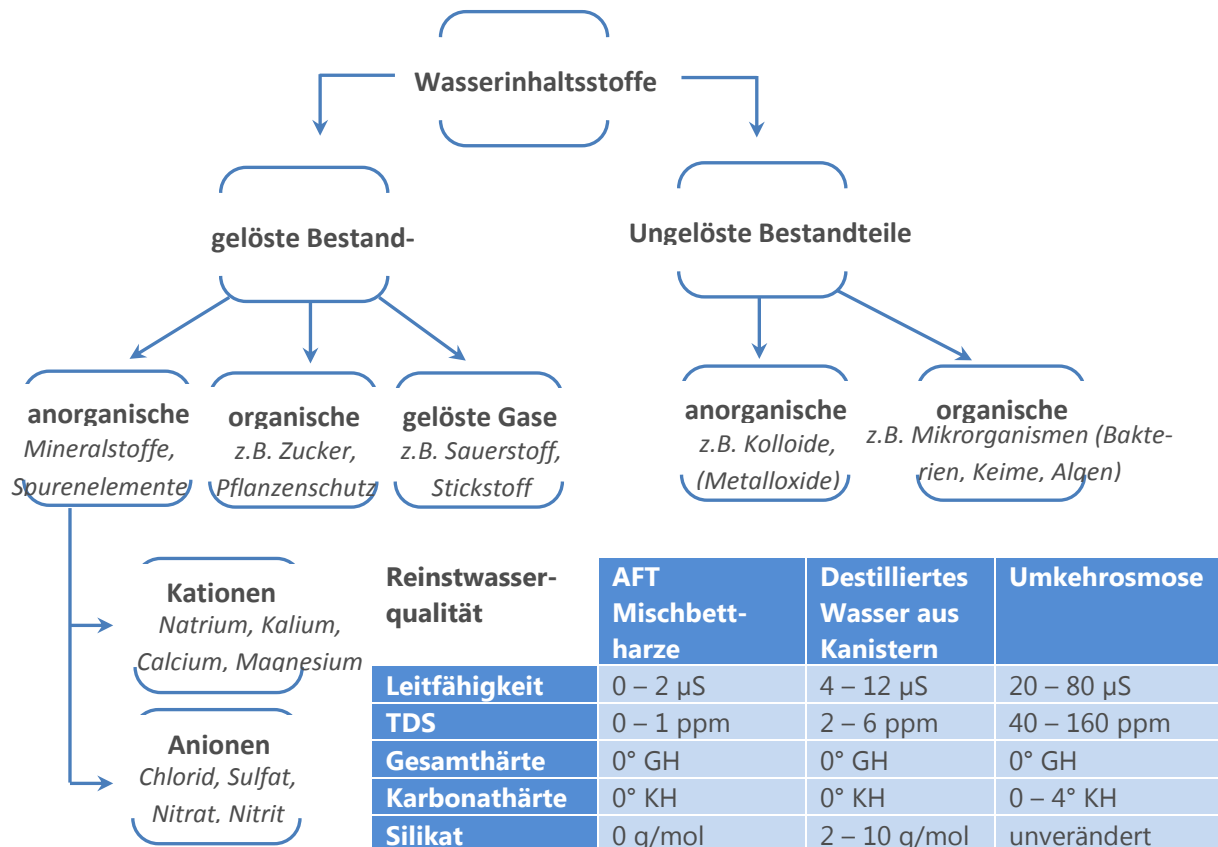 Wasserinhaltsstoffe
gelöste Bestand-
Ungelöste Bestandteile
anorganische
Mineralstoffe,
Spurenelemente
organische
z.B. Zucker,
Pflanzenschutz
gelöste Gase
z.B. Sauerstoff,
Stickstoff
anorganische
z.B. Kolloide,
(Metalloxide)
organische
z.B. Mikrorganismen (Bakte-
rien, Keime, Algen)
Kationen
Natrium, Kalium,
Calcium, Magnesium
Anionen
Chlorid, Sulfat,
Nitrat, Nitrit
Reinstwasser-
qualität
AFT
Mischbett-
harze
Destilliertes
Wasser aus
Kanistern
Umkehrosmose
Leitfähigkeit 0 – 2 µS 4 – 12 µS 20 – 80 µS
TDS 0 – 1 ppm 2 – 6 ppm 40 – 160 ppm
Gesamthärte 0° GH 0° GH 0° GH
Karbonathärte 0° KH 0° KH 0 – 4° KH
Silikat 0 g/mol 2 – 10 g/mol unverändert